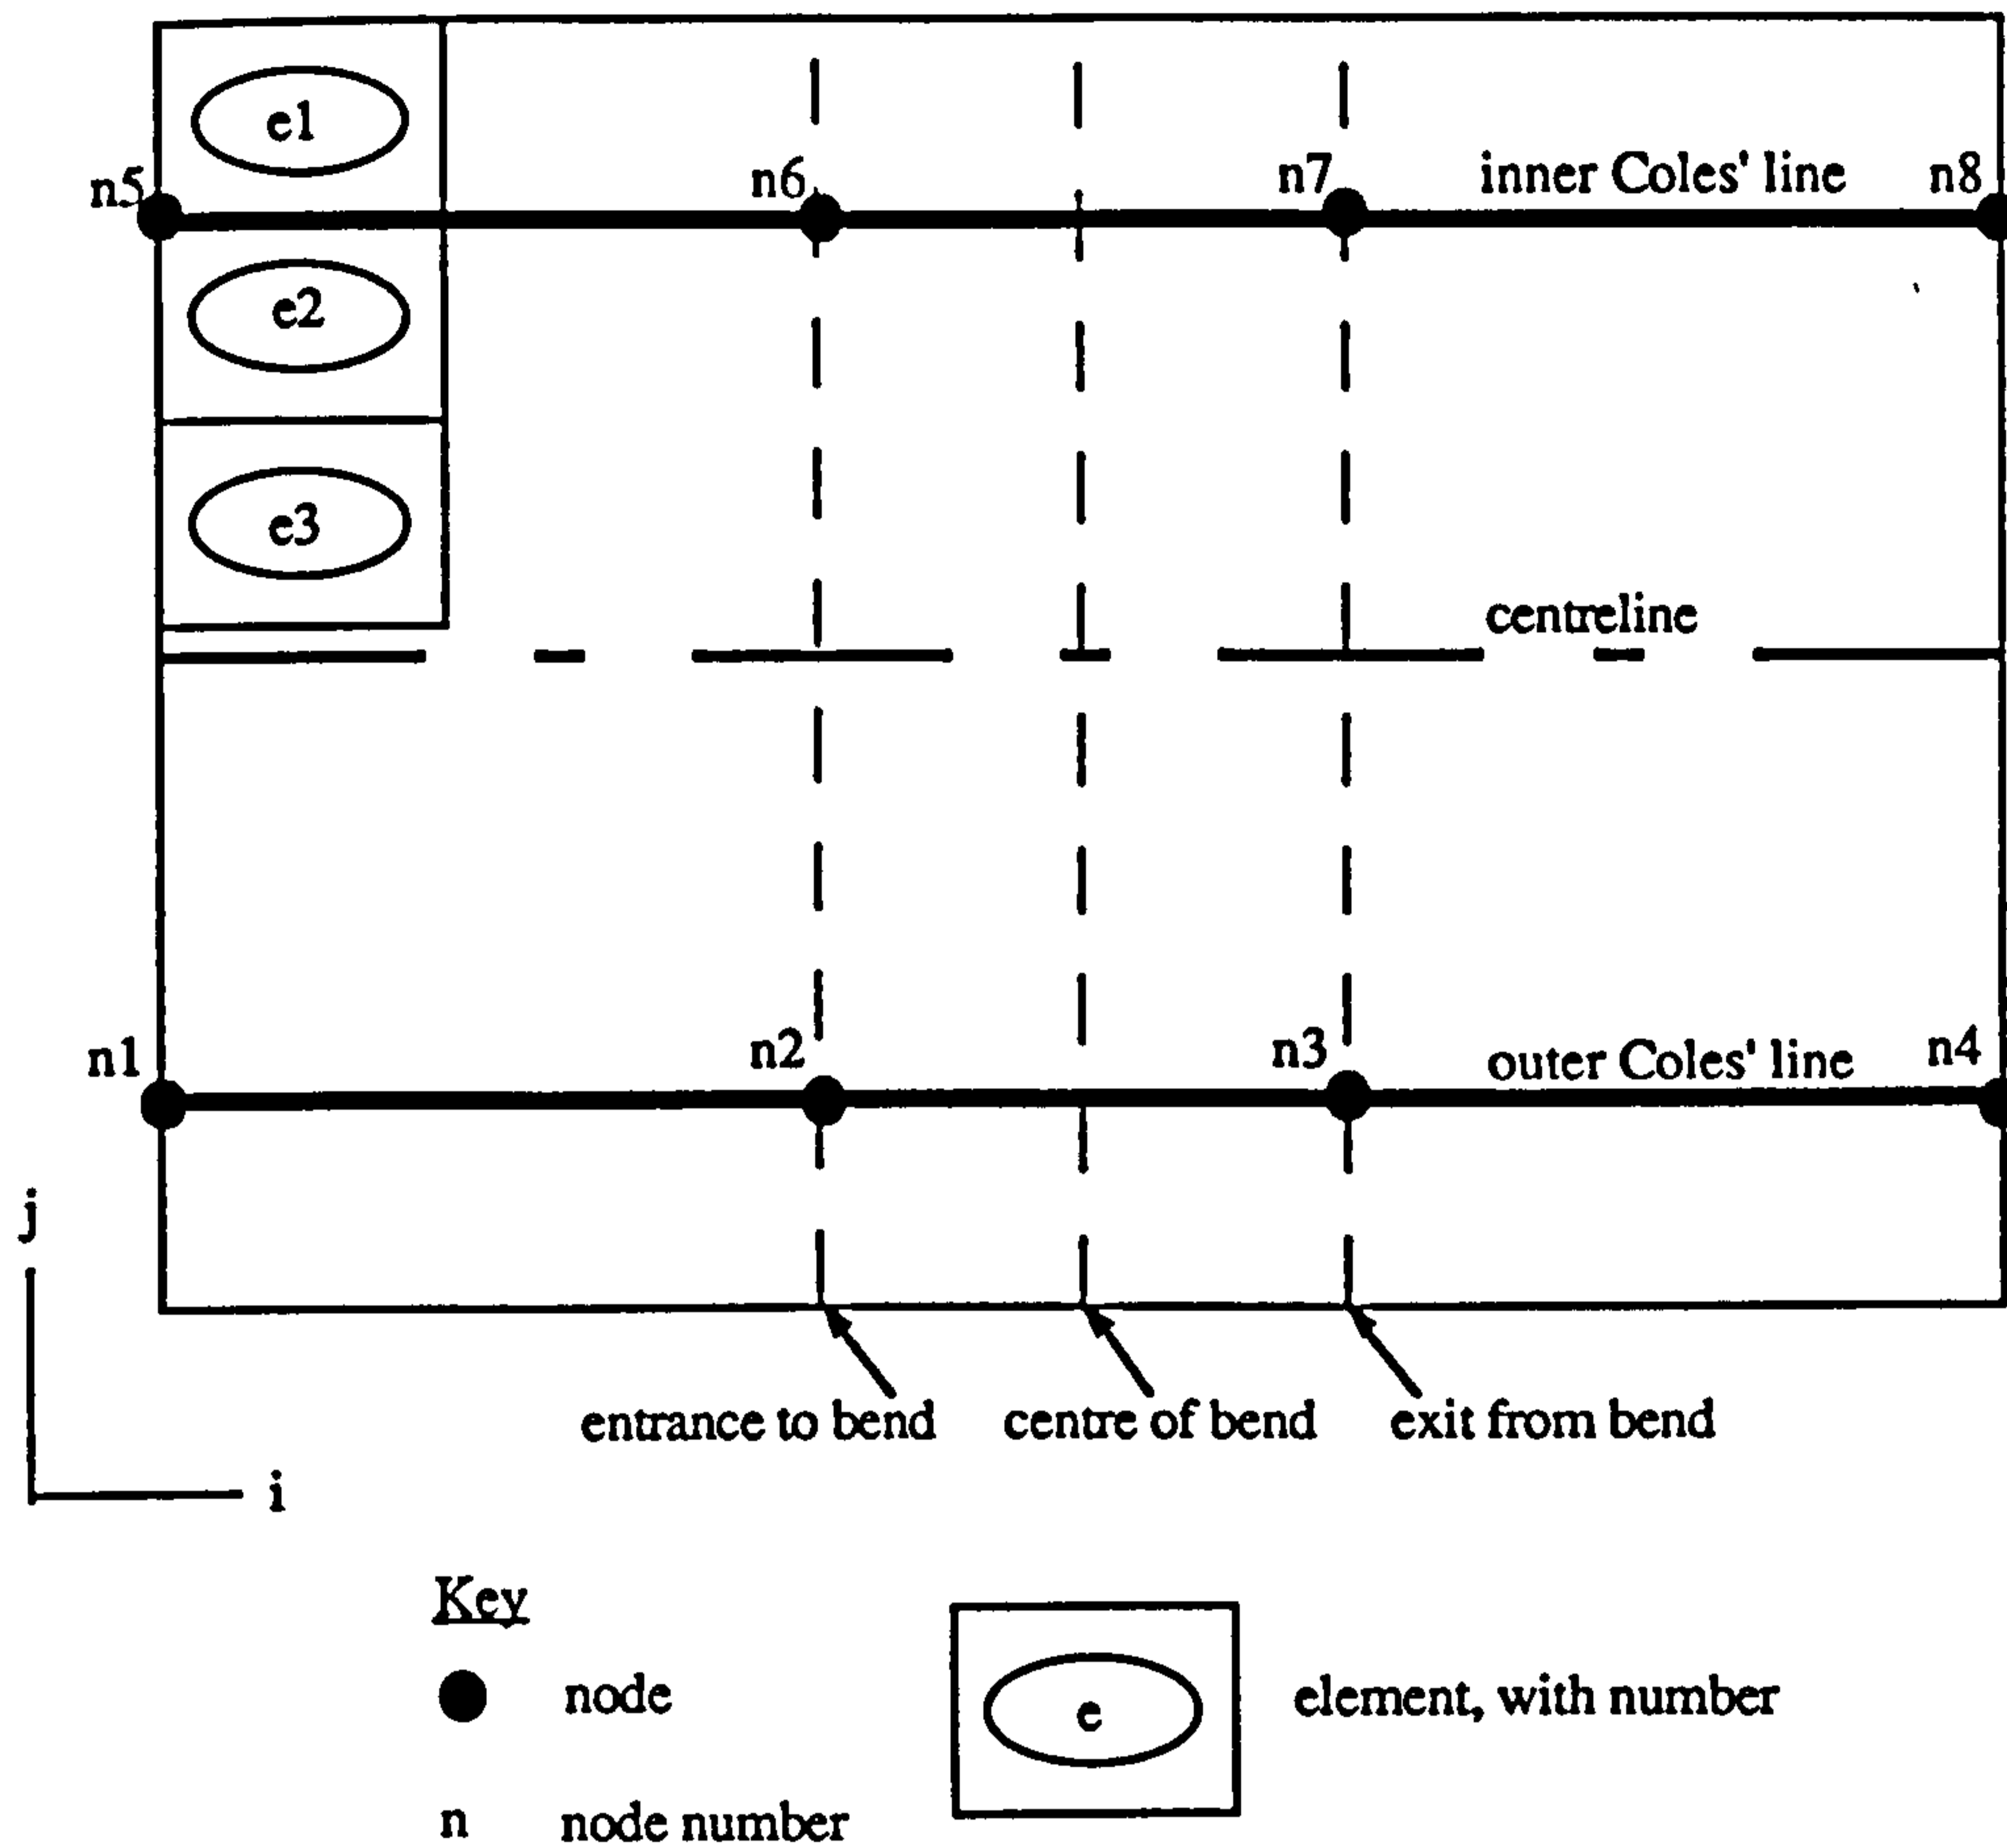 e1
n5
n6
n7
inner Coles' line
n8
e2
e3
centreline
n1
n2
n3
outer Coles' line
n4
j
i
entrance to bend
centre of bend
exit from bend
Key
node
e
element, with number
n
node number